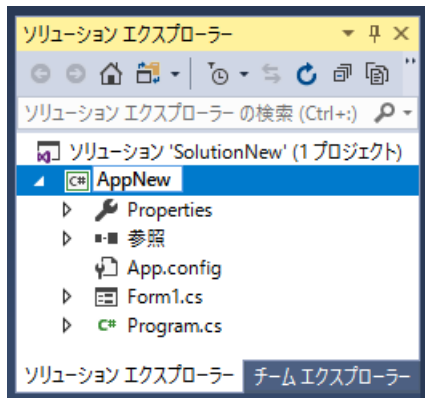 ソリューション エクスプローラー
ソリューション エクスプローラー の検索 (Ctrl+:)
ソリューション 'SolutionNew' (1 プロジェクト)
C# AppNew
Properties
参照
App.config
Form1.cs
C# Program.cs
ソリューション エクスプローラー チーム エクスプローラー